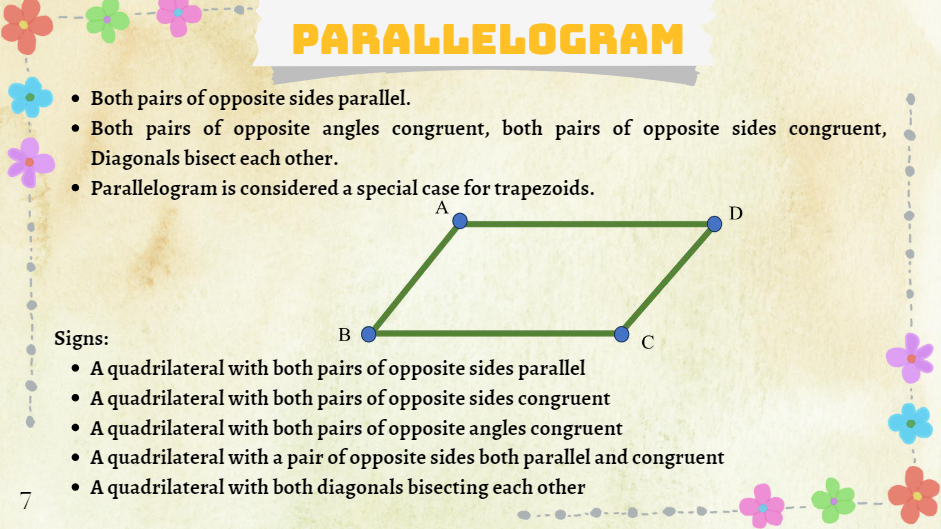 PARALLELOGRAM
• Both pairs of opposite sides parallel.
• Both pairs of opposite angles congruent, both pairs of opposite sides congruent,
Diagonals bisect each other.
• Parallelogram is considered a special case for trapezoids.
A
D
B
C
Signs:
• A quadrilateral with both pairs of opposite sides parallel
• A quadrilateral with both pairs of opposite sides congruent
• A quadrilateral with both pairs of opposite angles congruent
• A quadrilateral with a pair of opposite sides both parallel and congruent
• A quadrilateral with both diagonals bisecting each other
7